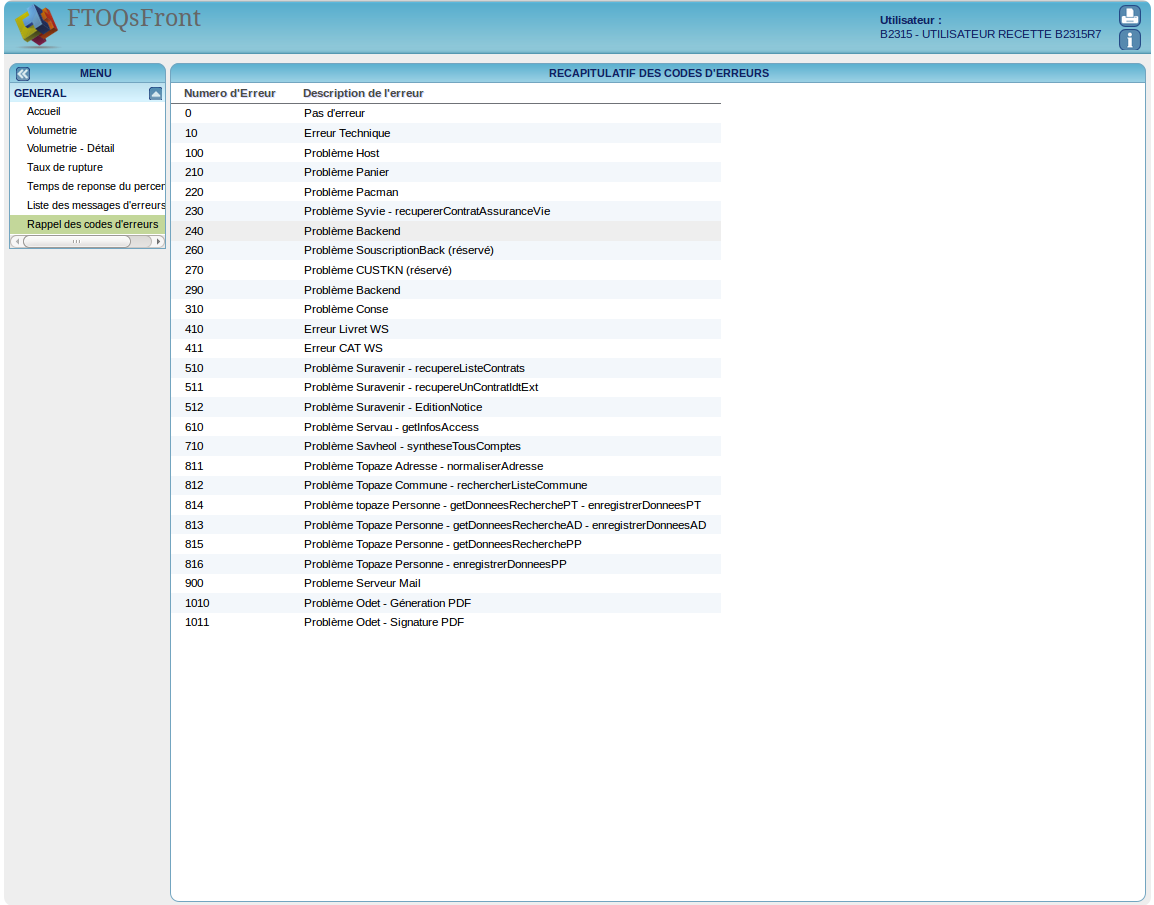 FTOQsFront
Utilisateur :
B2315 - UTILISATEUR RECETTE B2315R7
MENU
GENERAL
Accueil
Volumetrie
Volumetrie - Détail
Taux de rupture
Temps de reponse du percen
Liste des messages d'erreurs
Rappel des codes d'erreurs
RECAPITULATIF DES CODES D'ERREURS
Numero d'Erreur Description de l'erreur
0 Pas d'erreur
10 Erreur Technique
100 Problème Host
210 Problème Panier
220 Problème Pacman
230 Problème Syvie - recupererContratAssuranceVie
240 Problème Backend
260 Problème SouscriptionBack (réservé)
270 Problème CUSTKN (réservé)
290 Problème Backend
310 Problème Conse
410 Erreur Livret WS
411 Erreur CAT WS
510 Problème Suravenir - recupereListeContrats
511 Problème Suravenir - recupereUnContratIdtExt
512 Problème Suravenir - EditionNotice
610 Problème Servau - getInfosAccess
710 Problème Savheol - syntheseTousComptes
811 Problème Topaze Adresse - normaliserAdresse
812 Problème Topaze Commune - rechercherListeCommune
814 Problème topaze Personne - getDonneesRecherchePT - enregistrerDonneesPT
813 Problème Topaze Personne - getDonneesRechercheAD - enregistrerDonneesAD
815 Problème Topaze Personne - getDonneesRecherchePP
816 Problème Topaze Personne - enregistrerDonneesPP
900 Probleme Serveur Mail
1010 Problème Odet - Géneration PDF
1011 Problème Odet - Signature PDF